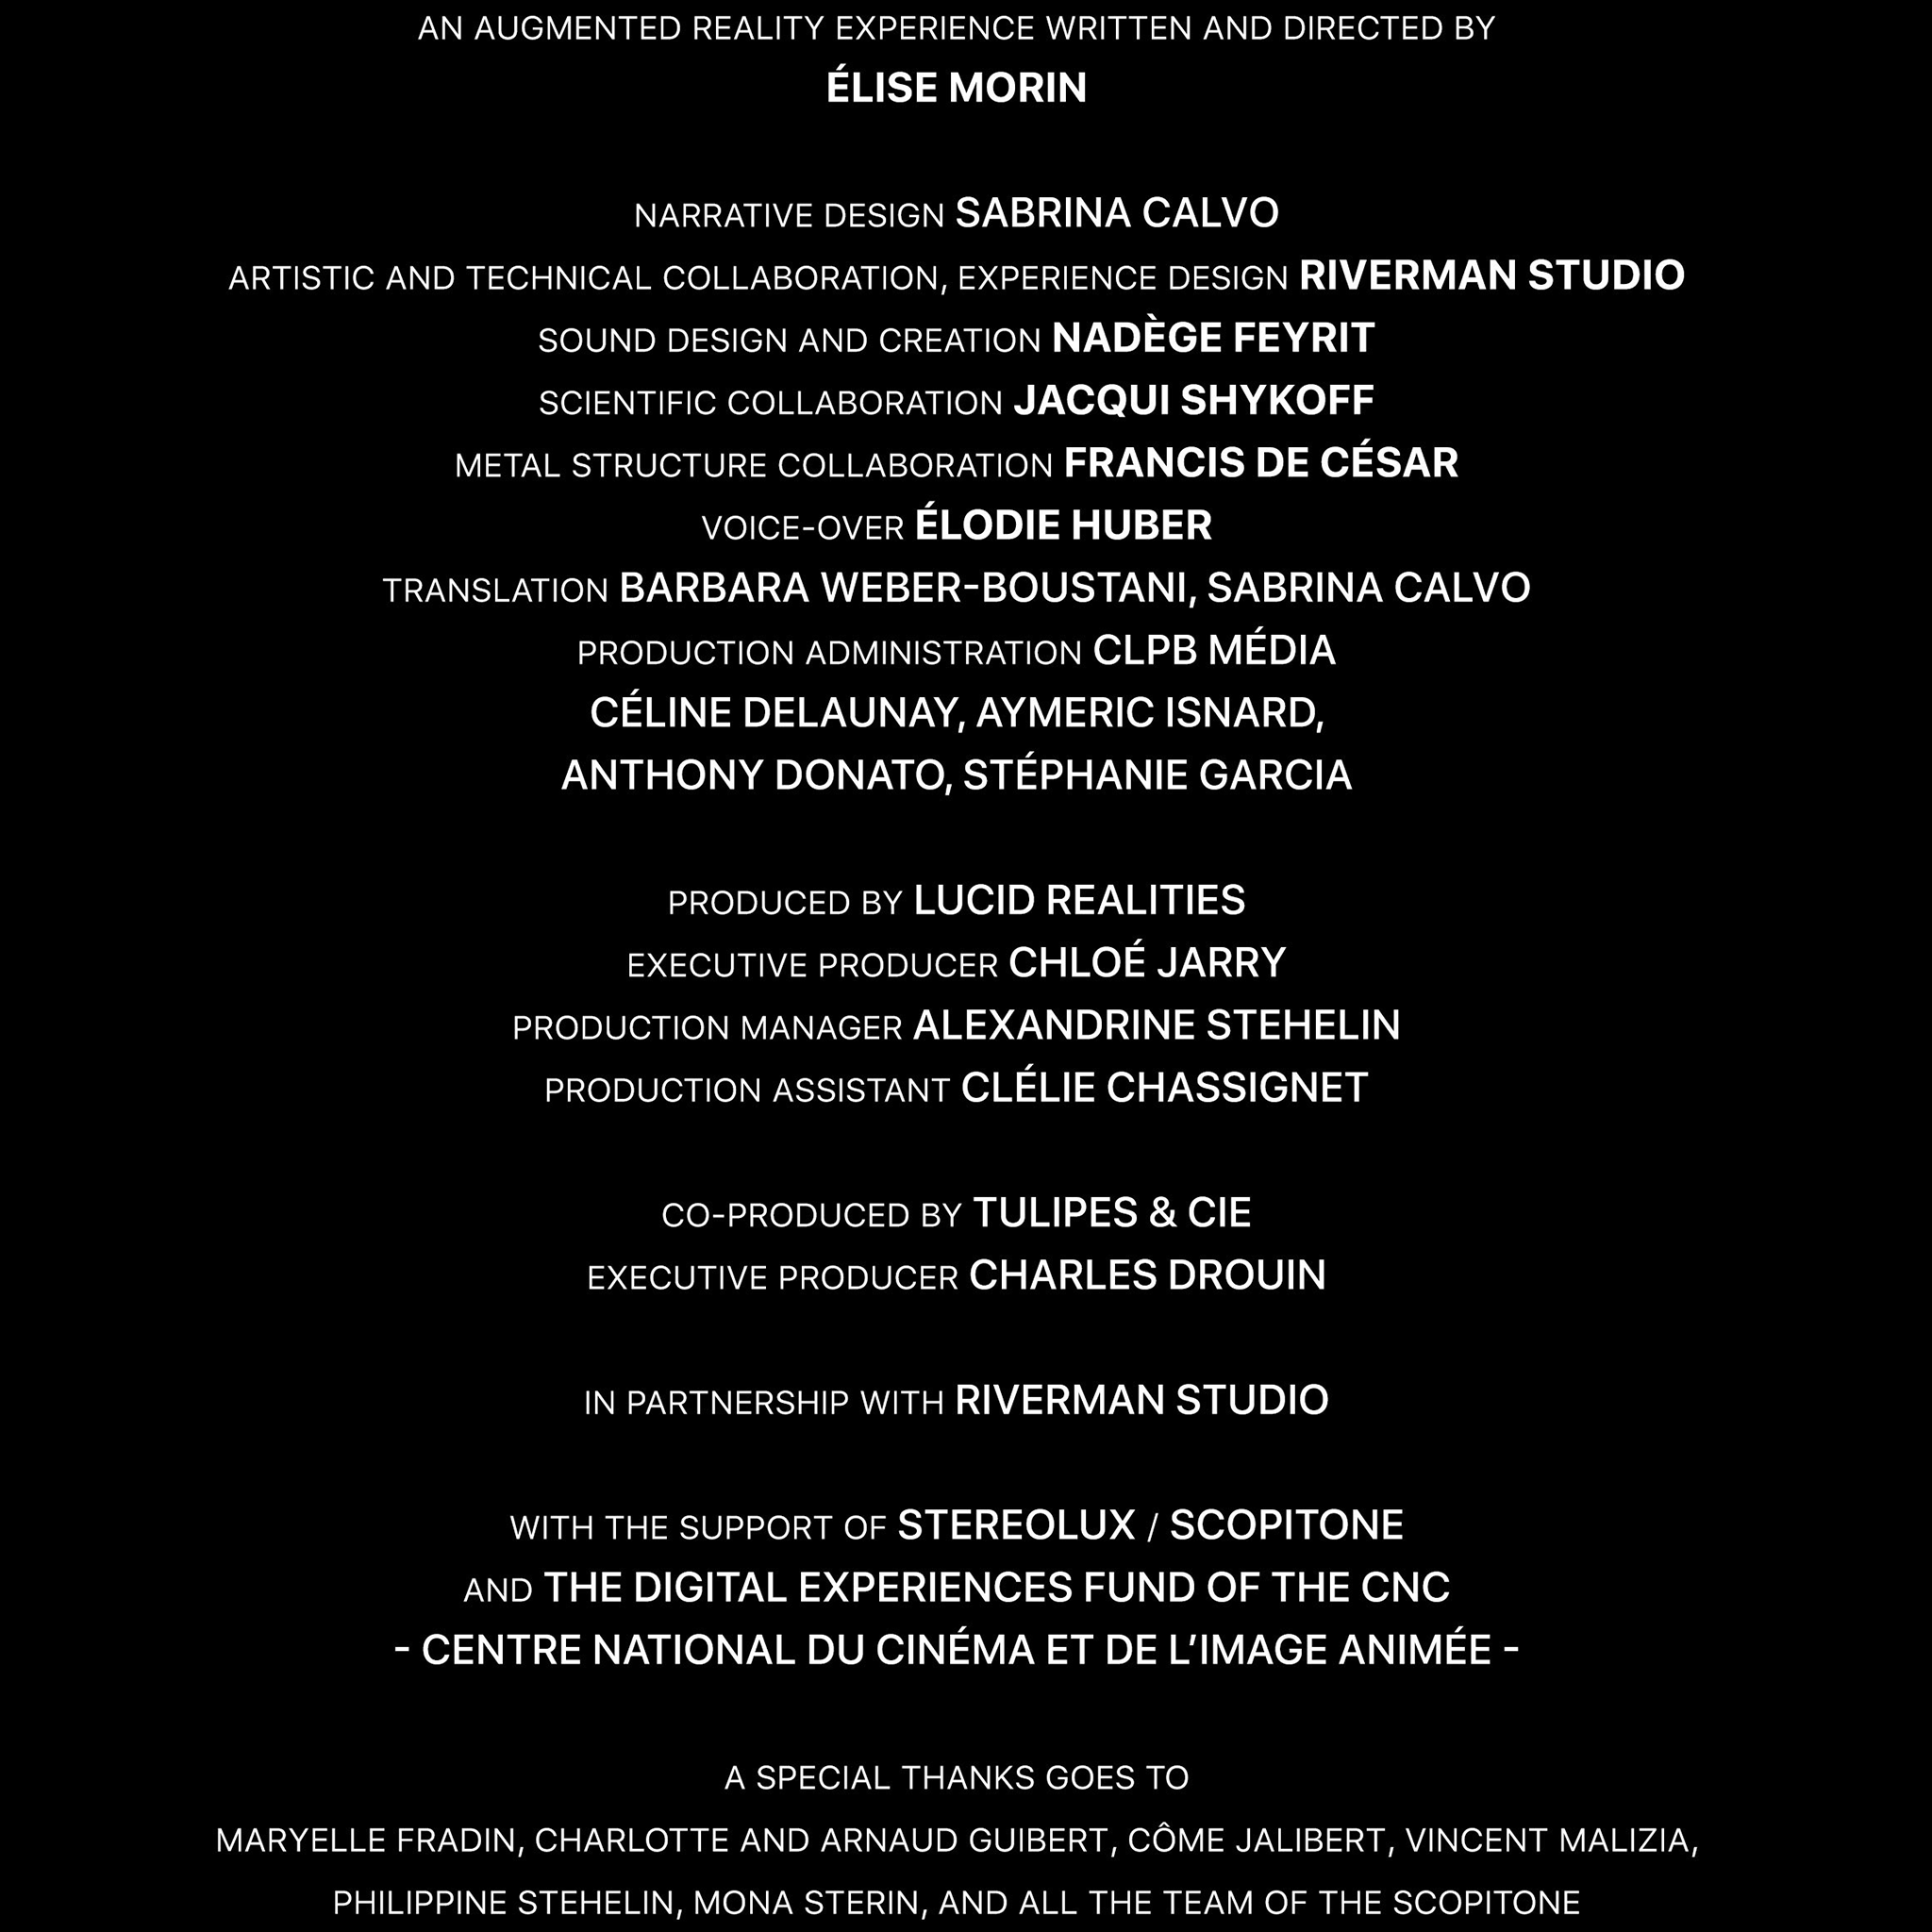 AN AUGMENTED REALITY EXPERIENCE WRITTEN AND DIRECTED BY
ÉLISE MORIN
NARRATIVE DESIGN SABRINA CALVO
ARTISTIC AND TECHNICAL COLLABORATION, EXPERIENCE DESIGN RIVERMAN STUDIO
SOUND DESIGN AND CREATION NADÈGE FEYRIT
SCIENTIFIC COLLABORATION JACQUI SHYKOFF
METAL STRUCTURE COLLABORATION FRANCIS DE CÉSAR
VOICE-OVER ÉLODIE HUBER
TRANSLATION BARBARA WEBER-BOUSTANI, SABRINA CALVO
PRODUCTION ADMINISTRATION CLPB MÉDIA
CÉLINE DELAUNAY, AYMERIC ISNARD,
ANTHONY DONATO, STÉPHANIE GARCIA
PRODUCED BY LUCID REALITIES
EXECUTIVE PRODUCER CHLOÉ JARRY
PRODUCTION MANAGER ALEXANDRINE STEHELIN
PRODUCTION ASSISTANT CLÉLIE CHASSIGNET
CO-PRODUCED BY TULIPES & CIE
EXECUTIVE PRODUCER CHARLES DROUIN
IN PARTNERSHIP WITH RIVERMAN STUDIO
WITH THE SUPPORT OF STEREOLUX / SCOPITONE
AND THE DIGITAL EXPERIENCES FUND OF THE CNC
- CENTRE NATIONAL DU CINÉMA ET DE L’IMAGE ANIMÉE -
A SPECIAL THANKS GOES TO
MARYELLE FRADIN, CHARLOTTE AND ARNAUD GUIBERT, CÔME JALIBERT, VINCENT MALIZIA,
PHILIPPINE STEHELIN, MONA STERIN, AND ALL THE TEAM OF THE SCOPITONE